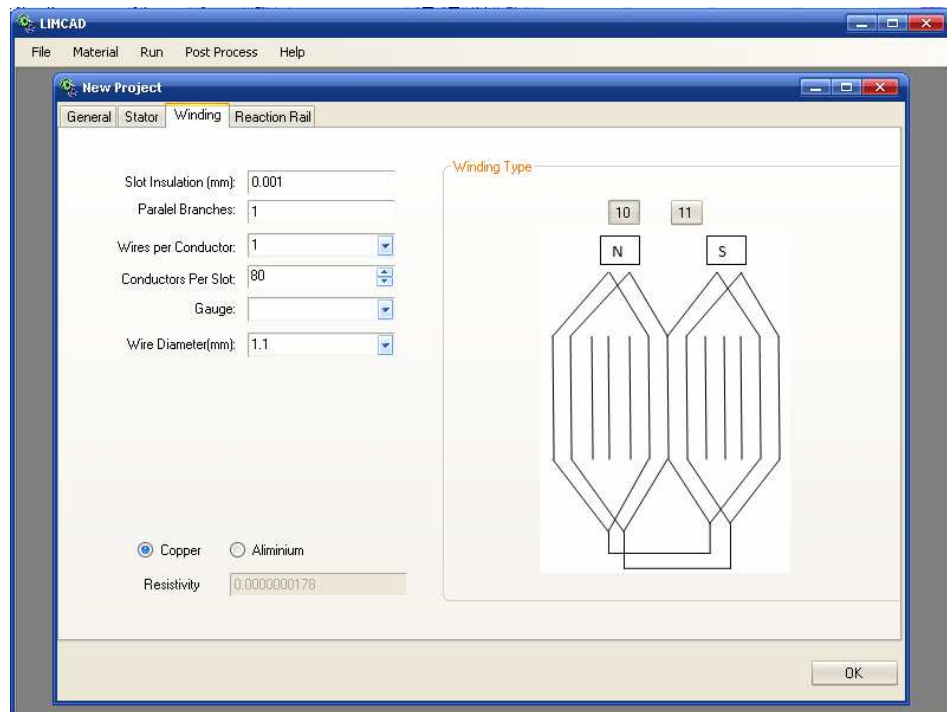 LIMCAD
File Material Run Post Process Help
New Project
General Stator Winding Reaction Rail
Slot Insulation (mm): 0.001
Paralel Branches: 1
Wires per Conductor: 1
Conductors Per Slot: 80
Gauge:
Wire Diameter(mm): 1.1
Copper Aliminium
Resistivity 0.0000000178
Winding Type
10 11
N S
OK